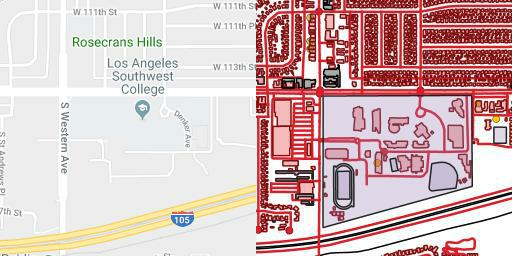 W 111th St
W 111th Pl
Rosecrans Hills
Los Angeles
Southwest
College
W 113th St
S Western Ave
Denker Ave
S St Andrews Pl
7th St
105